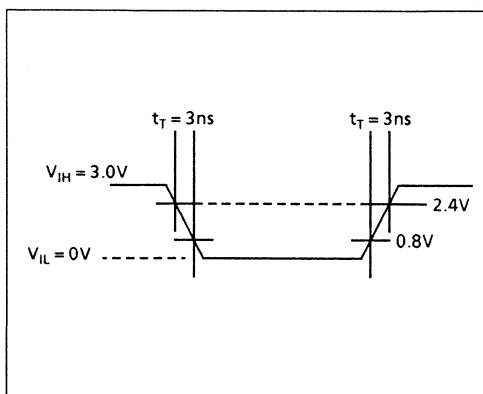 t_T = 3ns t_T = 3ns
V_IH = 3.0V
2.4V
0.8V
V_IL = 0V